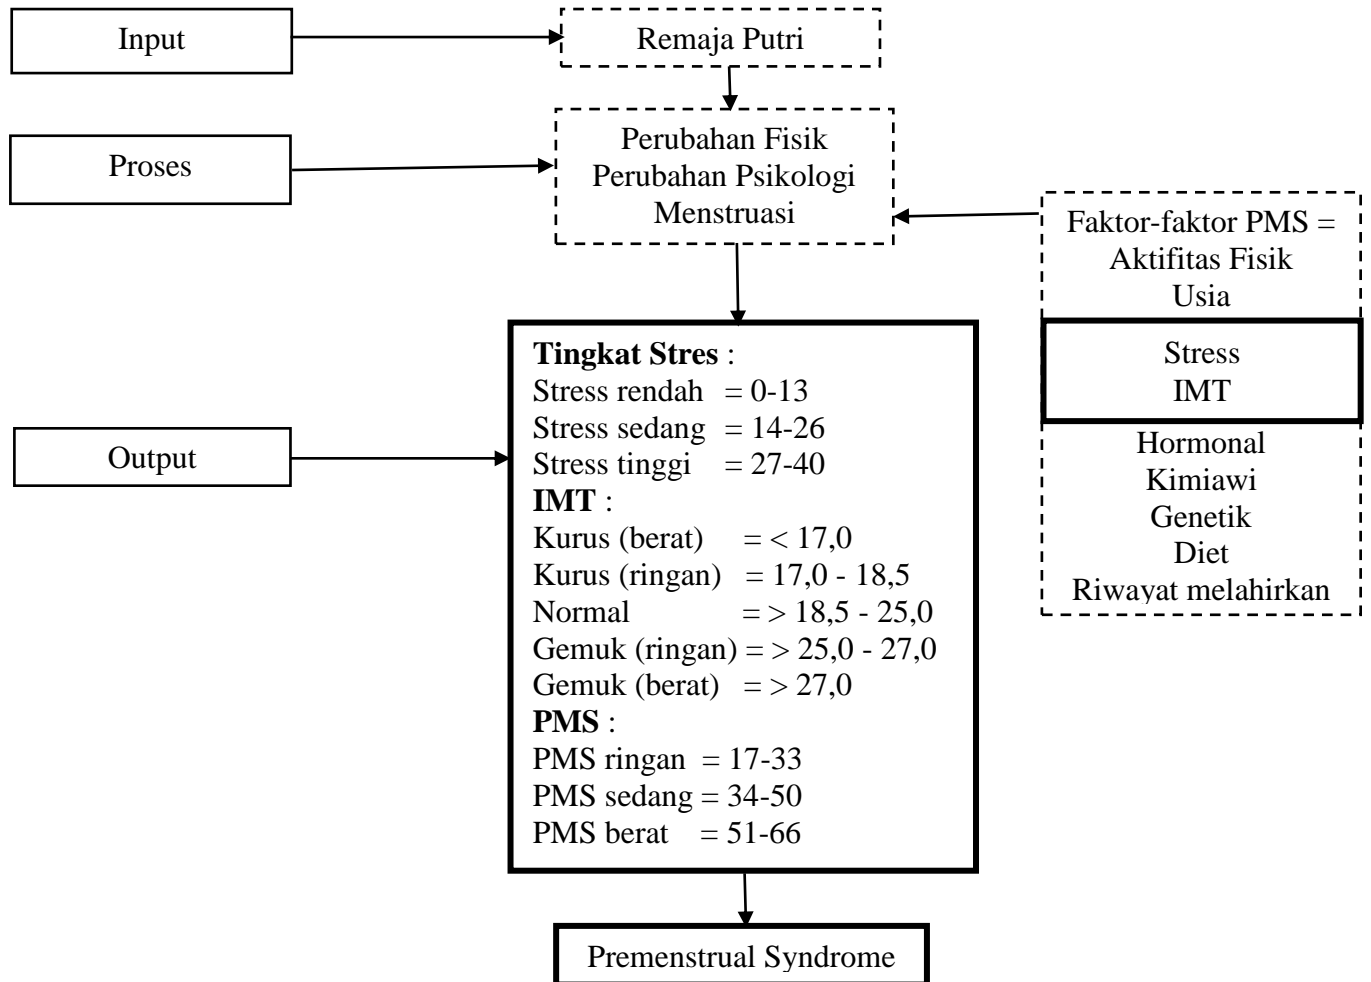 Input
Remaja Putri
Proses
Perubahan Fisik
Perubahan Psikologi
Menstruasi
Faktor-faktor PMS =
Aktifitas Fisik
Usia
Stress
IMT
Hormonal
Kimiawi
Genetik
Diet
Riwayat melahirkan
Output
Tingkat Stres :
Stress rendah = 0-13
Stress sedang = 14-26
Stress tinggi = 27-40
IMT :
Kurus (berat) = < 17,0
Kurus (ringan) = 17,0 - 18,5
Normal = > 18,5 - 25,0
Gemuk (ringan) = > 25,0 - 27,0
Gemuk (berat) = > 27,0
PMS :
PMS ringan = 17-33
PMS sedang = 34-50
PMS berat = 51-66
Premenstrual Syndrome